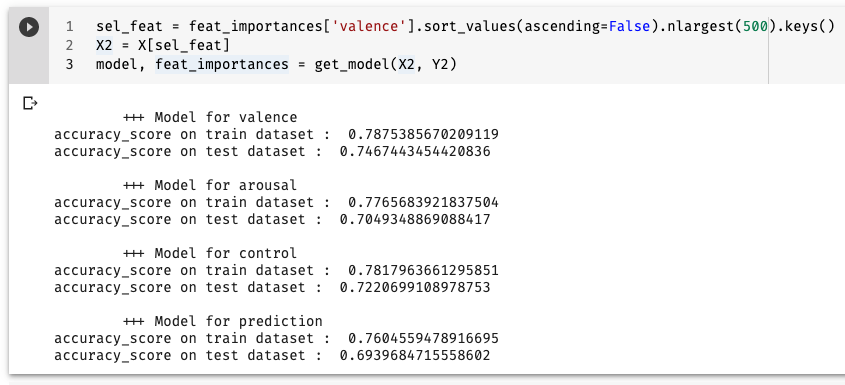 1 sel_feat = feat_importances['valence'].sort_values(ascending=False).nlargest(500).keys()
2 X2 = X[sel_feat]
3 model, feat_importances = get_model(X2, Y2)
+++ Model for valence
accuracy_score on train dataset : 0.7875385670209119
accuracy_score on test dataset : 0.7467443454420836
+++ Model for arousal
accuracy_score on train dataset : 0.7765683921837504
accuracy_score on test dataset : 0.7049348869088417
+++ Model for control
accuracy_score on train dataset : 0.7817963661295851
accuracy_score on test dataset : 0.7220699108978753
+++ Model for prediction
accuracy_score on train dataset : 0.7604559478916695
accuracy_score on test dataset : 0.6939684715558602